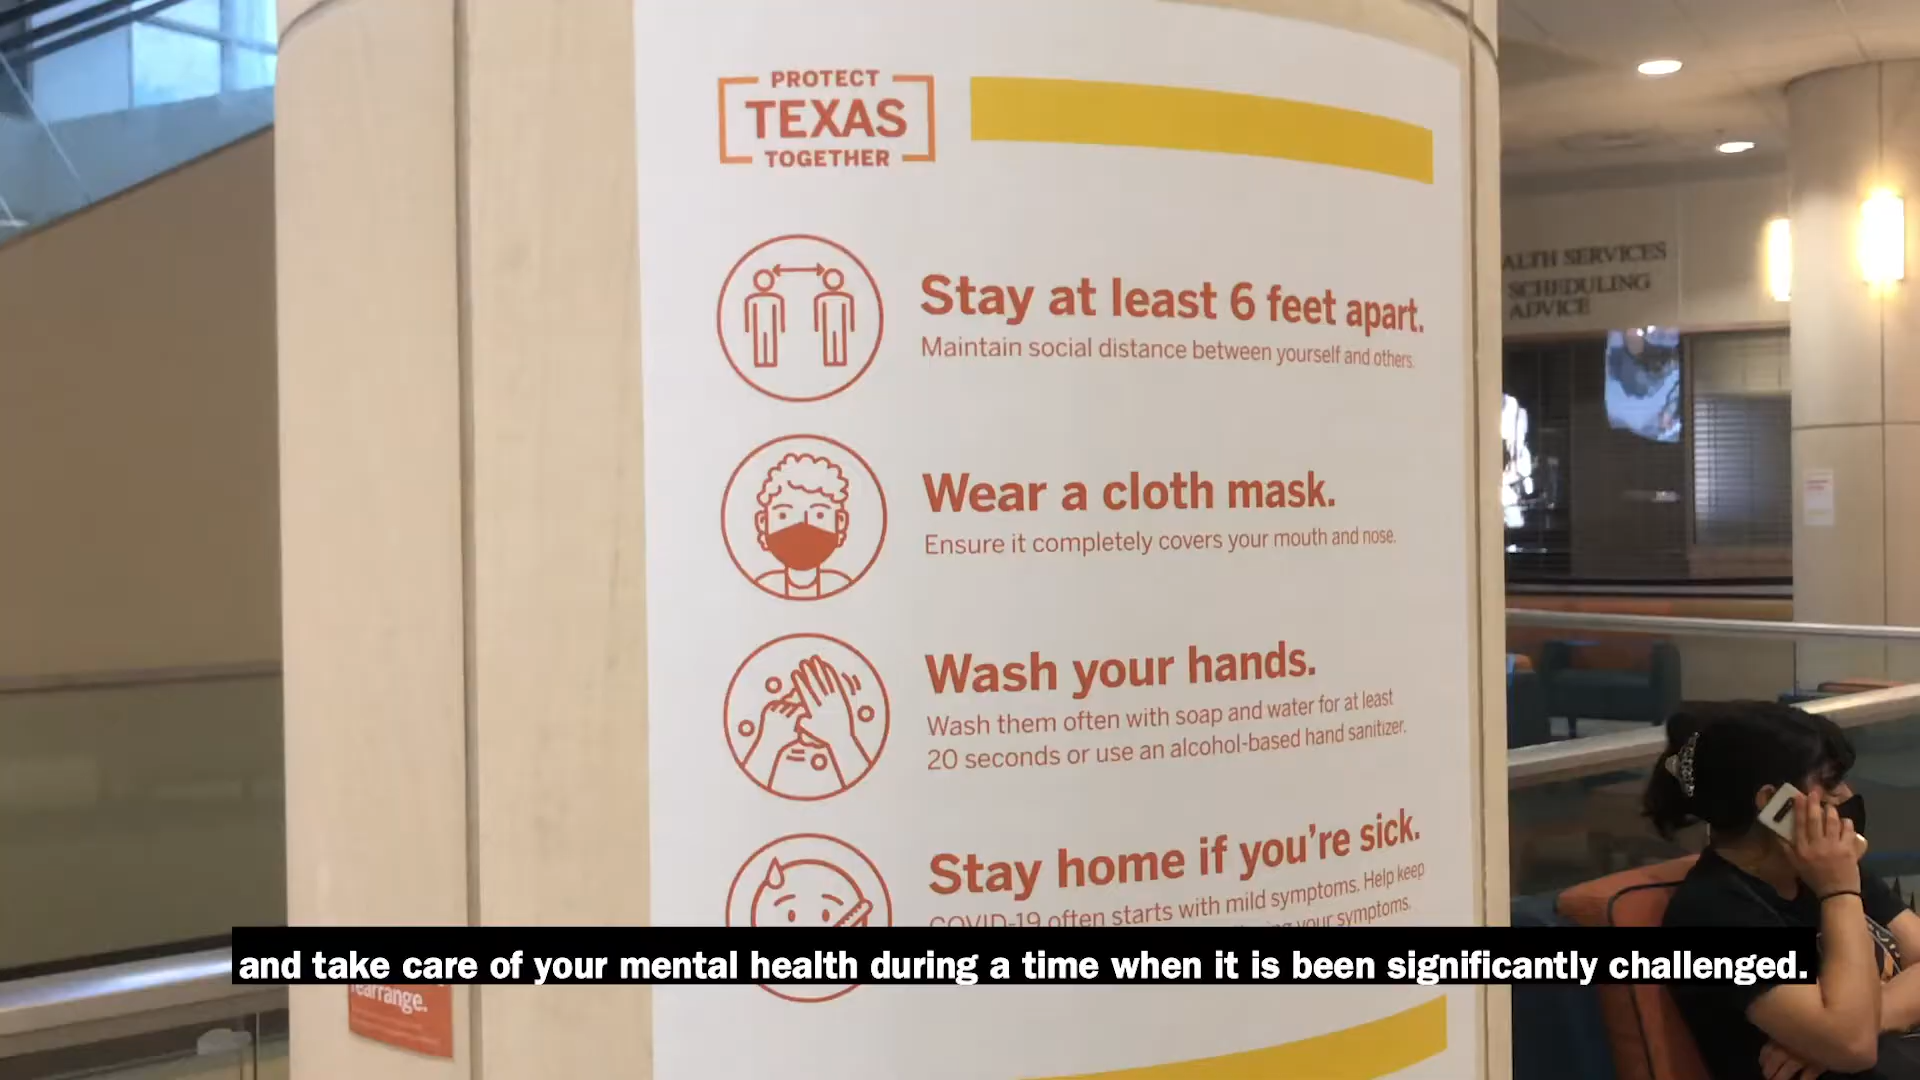 PROTECT
TEXAS
TOGETHER
Stay at least 6 feet apart.
Maintain social distance between yourself and others.
Wear a cloth mask.
Ensure it completely covers your mouth and nose.
Wash your hands.
Wash them often with soap and water for at least
20 seconds or use an alcohol-based hand sanitizer.
Stay home if you're sick.
COVID-19 often starts with mild symptoms. Help keep
your symptoms.
ALTH SERVICES
SCHEDULING
ADVICE
rearrange.
and take care of your mental health during a time when it is been significantly challenged.